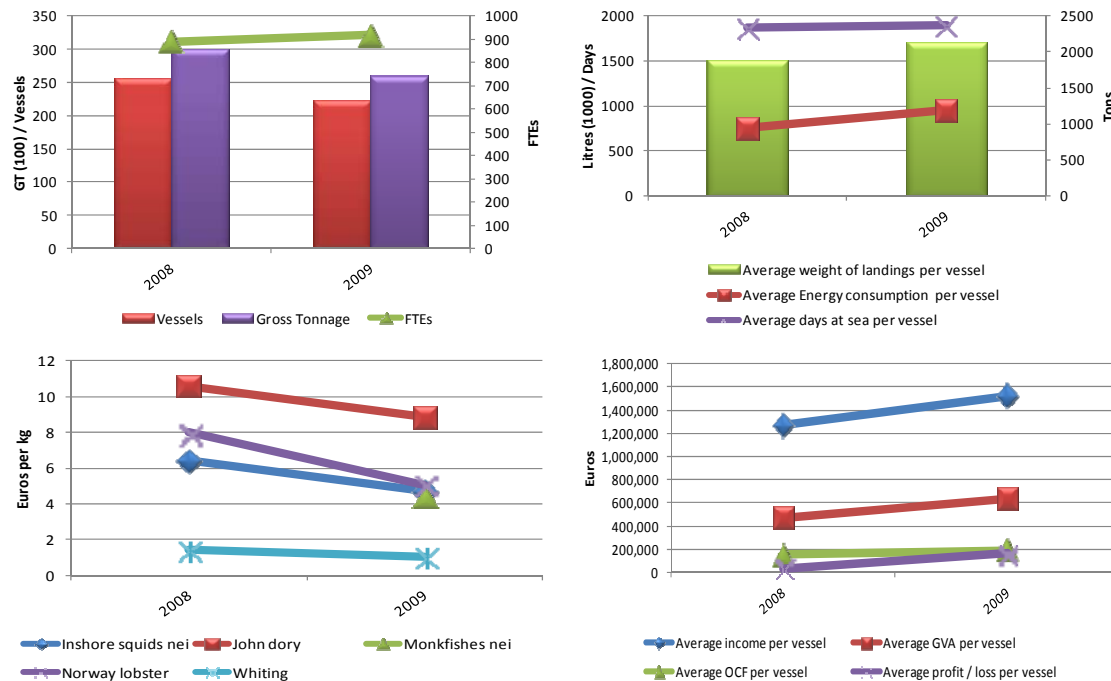 350
300
250
200
150
100
50
0
GT (100) / Vessels
1000
900
800
700
600
500
400
300
200
100
0
FTEs
2008
2009
Vessels
Gross Tonnage
FTEs
2000
1500
1000
500
0
Litres (1000) / Days
2500
2000
1500
1000
500
0
Tons
2008
2009
Average weight of landings per vessel
Average Energy consumption per vessel
Average days at sea per vessel
12
10
8
6
4
2
0
Euros per kg
2008
2009
Inshore squids nei
John dory
Monkfishes nei
Norway lobster
Whiting
1,800,000
1,600,000
1,400,000
1,200,000
1,000,000
800,000
600,000
400,000
200,000
0
Euros
2008
2009
Average income per vessel
Average GVA per vessel
Average OCF per vessel
Average profit / loss per vessel